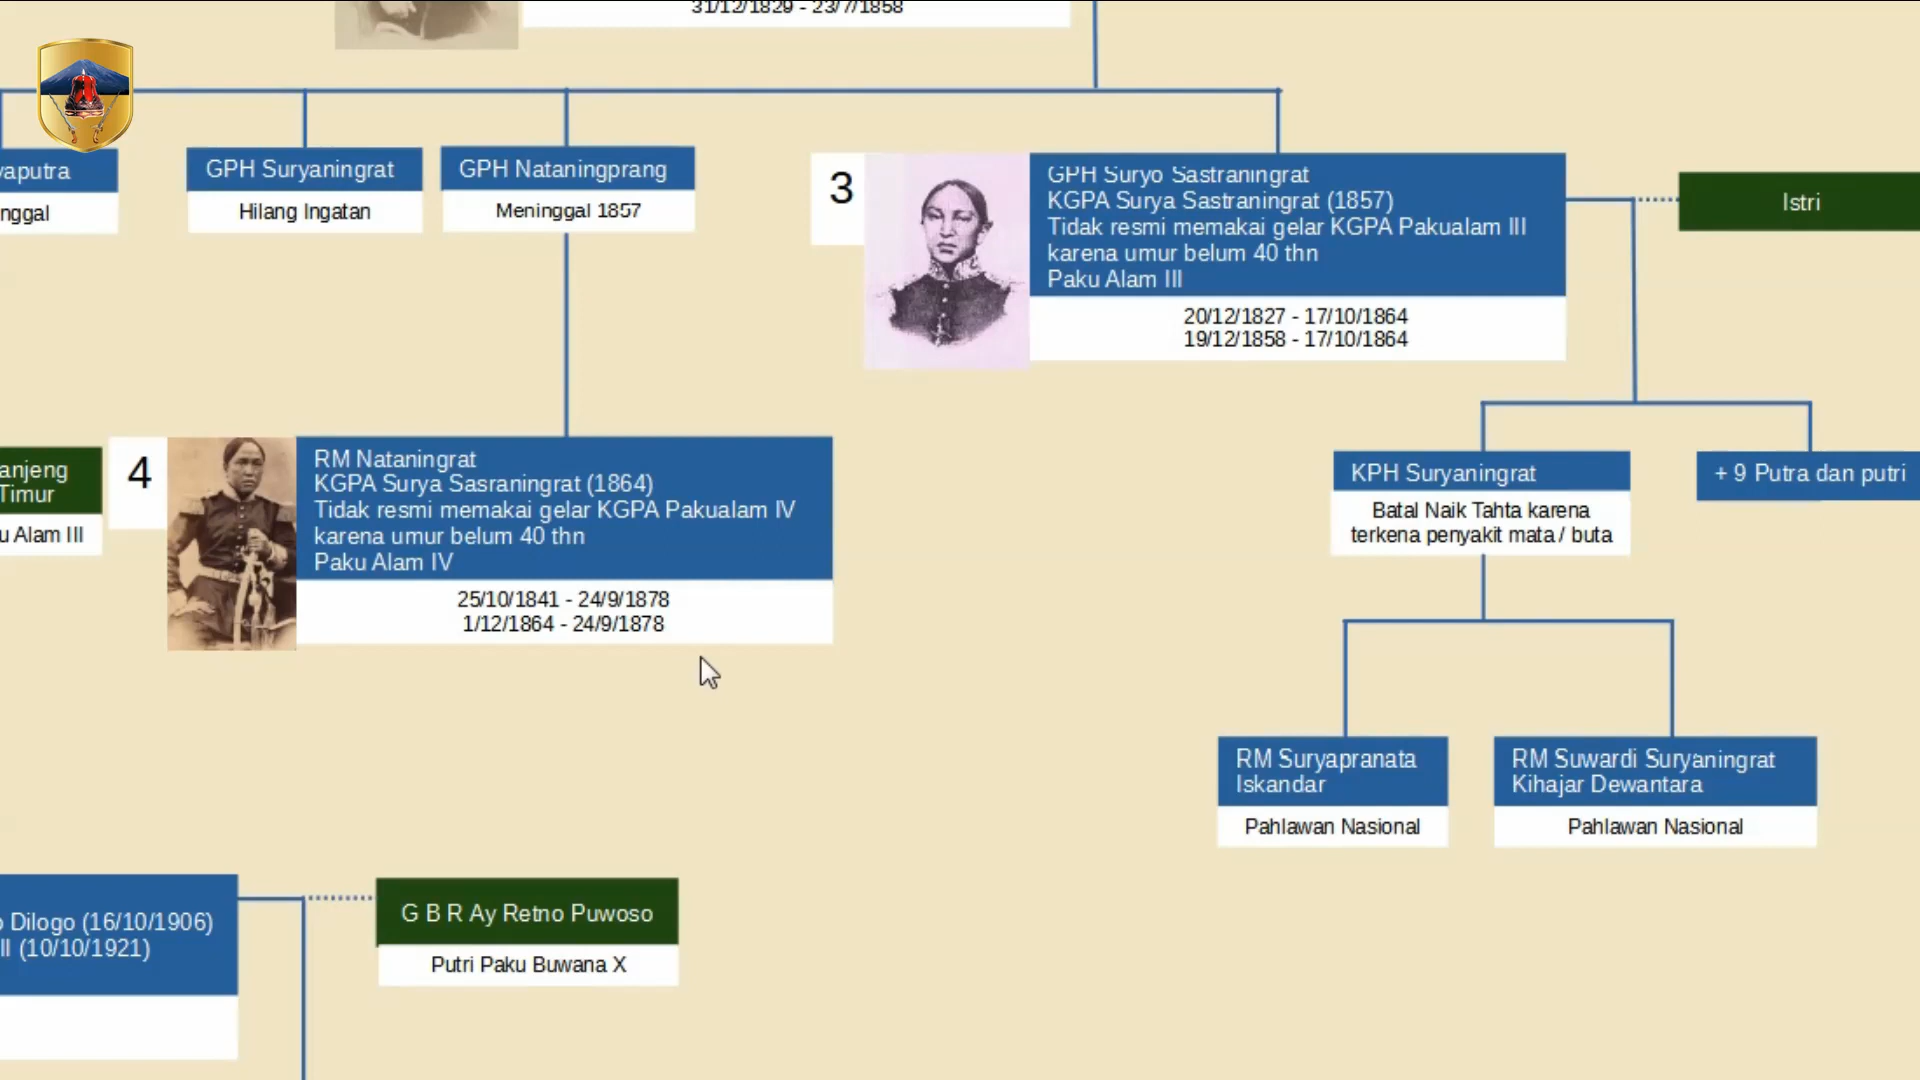 31/12/1829 - 23/7/1858
yaputra
nggal
GPH Suryaningrat
Hilang Ingatan
GPH Nataningprang
Meninggal 1857
3
GPH Suryo Sastraningrat
KGPA Surya Sastraningrat (1857)
Tidak resmi memakai gelar KGPA Pakualam III
karena umur belum 40 thn
Paku Alam III
20/12/1827 - 17/10/1864
19/12/1858 - 17/10/1864
Istri
anjeng
Timur
u Alam III
4
RM Nataningrat
KGPA Surya Sasraningrat (1864)
Tidak resmi memakai gelar KGPA Pakualam IV
karena umur belum 40 thn
Paku Alam IV
25/10/1841 - 24/9/1878
1/12/1864 - 24/9/1878
KPH Suryaningrat
Batal Naik Tahta karena
terkena penyakit mata / buta
+ 9 Putra dan putri
RM Suryapranata
Iskandar
Pahlawan Nasional
RM Suwardi Suryaningrat
Kihajar Dewantara
Pahlawan Nasional
o Dilogo (16/10/1906)
II (10/10/1921)
G B R Ay Retno Puwoso
Putri Paku Buwana X